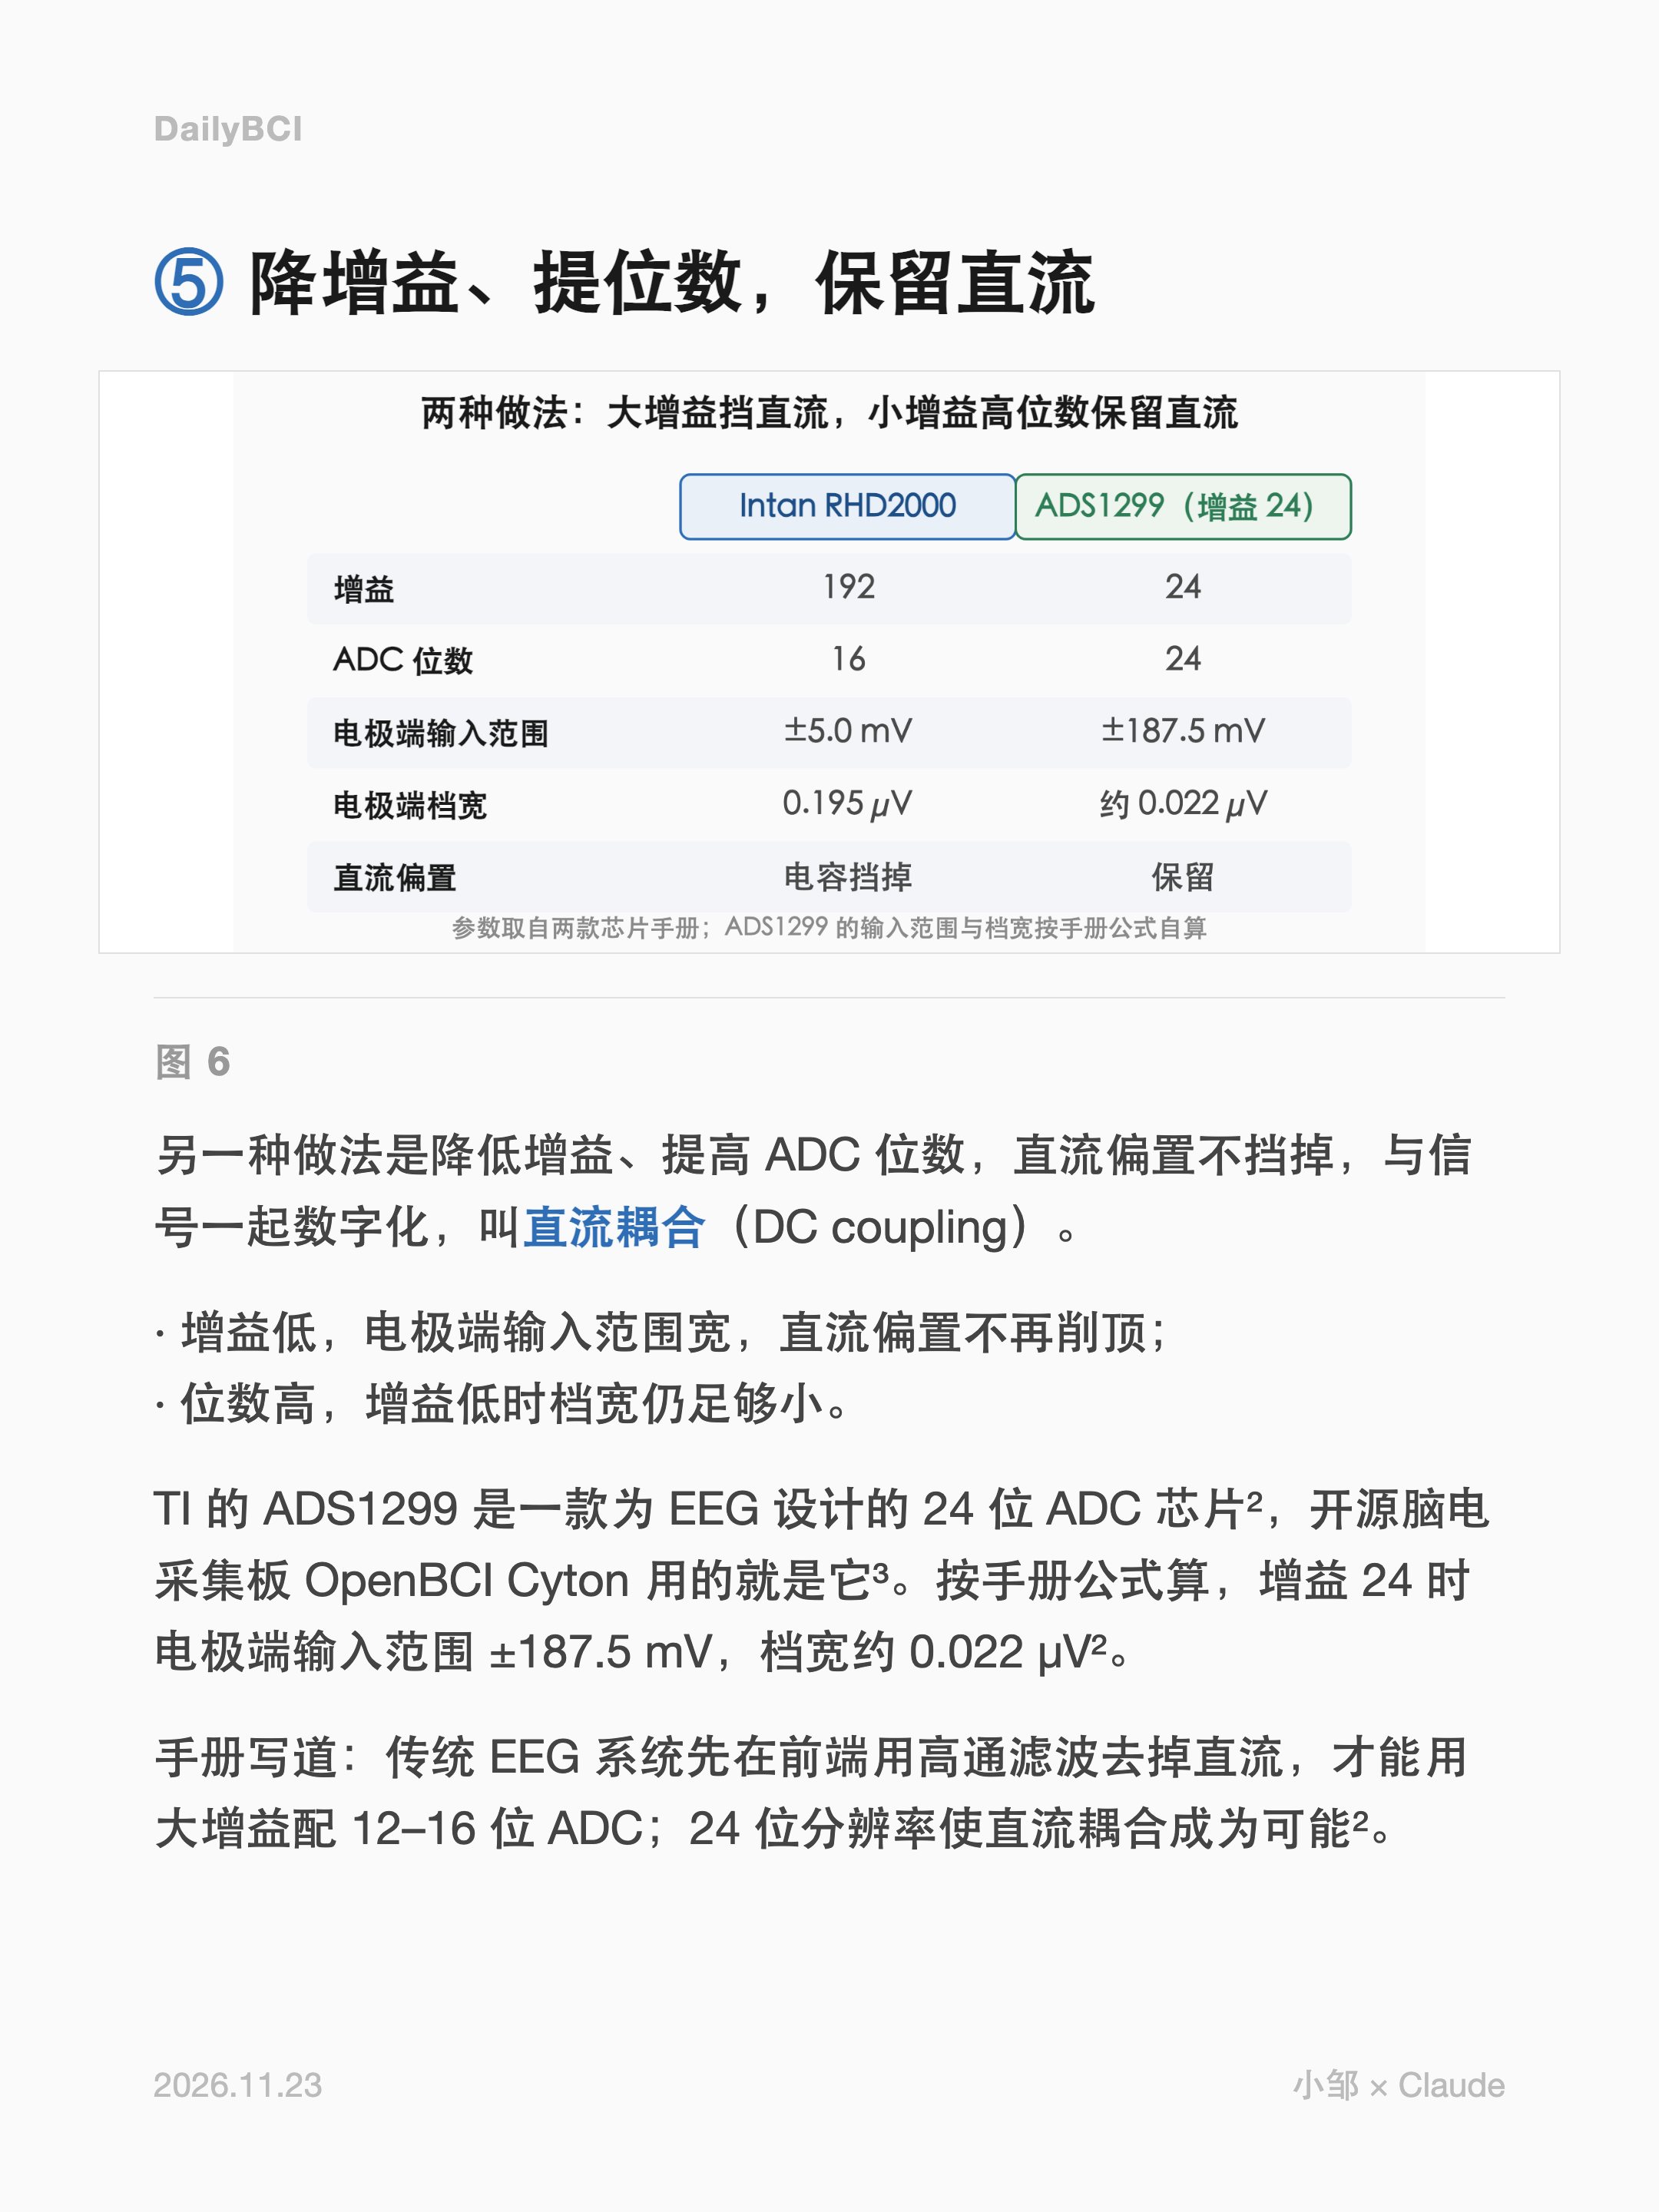 DailyBCI
⑤ 降增益、提位数，保留直流
两种做法：大增益挡直流，小增益高位数保留直流
Intan RHD2000 ADS1299（增益 24）
增益 192 24
ADC 位数 16 24
电极端输入范围 ±5.0 mV ±187.5 mV
电极端档宽 0.195 μV 约 0.022 μV
直流偏置 电容挡掉 保留
参数取自两款芯片手册；ADS1299 的输入范围与档宽按手册公式自算
图 6
另一种做法是降低增益、提高 ADC 位数，直流偏置不挡掉，与信
号一起数字化，叫直流耦合（DC coupling）。
· 增益低，电极端输入范围宽，直流偏置不再削顶；
· 位数高，增益低时档宽仍足够小。
TI 的 ADS1299 是一款为 EEG 设计的 24 位 ADC 芯片²，开源脑电
采集板 OpenBCI Cyton 用的就是它³。按手册公式算，增益 24 时
电极端输入范围 ±187.5 mV，档宽约 0.022 μV²。
手册写道：传统 EEG 系统先在前端用高通滤波去掉直流，才能用
大增益配 12–16 位 ADC；24 位分辨率使直流耦合成为可能²。
2026.11.23 小邹 × Claude